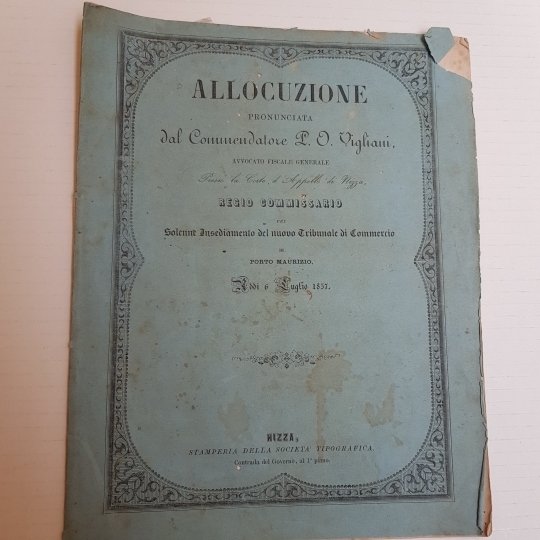 ALLOCUZIONE
PRONUNCIATA
dal Commendatore P. O. Vigliani,
AVVOCATO FISCALE GENERALE
Presso la Corte d'Appello di Nizza,
REGIO COMMISSARIO
PEL
Solenne Insediamento del nuovo Tribunale di Commercio
DI
PORTO MAURIZIO,
Addì 6 Luglio 1857.
NIZZA,
STAMPERIA DELLA SOCIETÀ TIPOGRAFICA.
Contrada del Governo, al 1º piano.